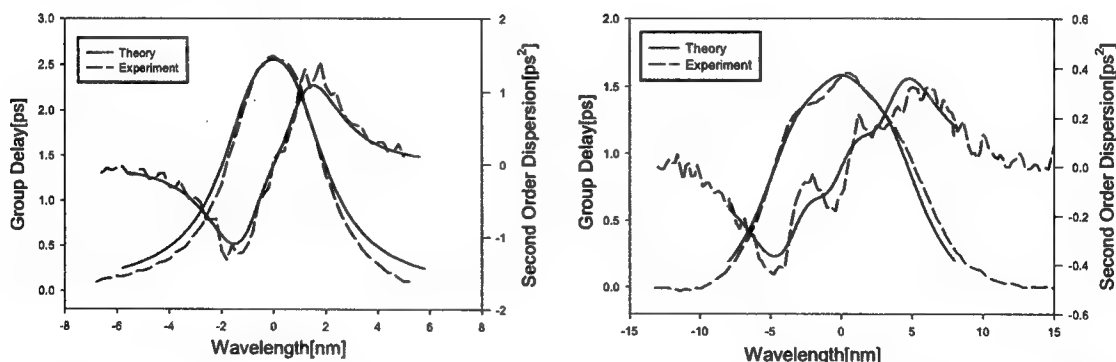 3.0
2.5
2.0
1.5
1.0
0.5
0.0
Group Delay[ps]
Theory
Experiment
2
1
0
-1
-2
Second Order Dispersion[ps²]
-8 -6 -4 -2 0 2 4 6 8
Wavelength[nm]
2.0
1.5
1.0
0.5
0.0
Group Delay[ps]
Theory
Experiment
0.6
0.4
0.2
0.0
-0.2
-0.4
-0.6
Second Order Dispersion[ps²]
-15 -10 -5 0 5 10 15
Wavelength[nm]